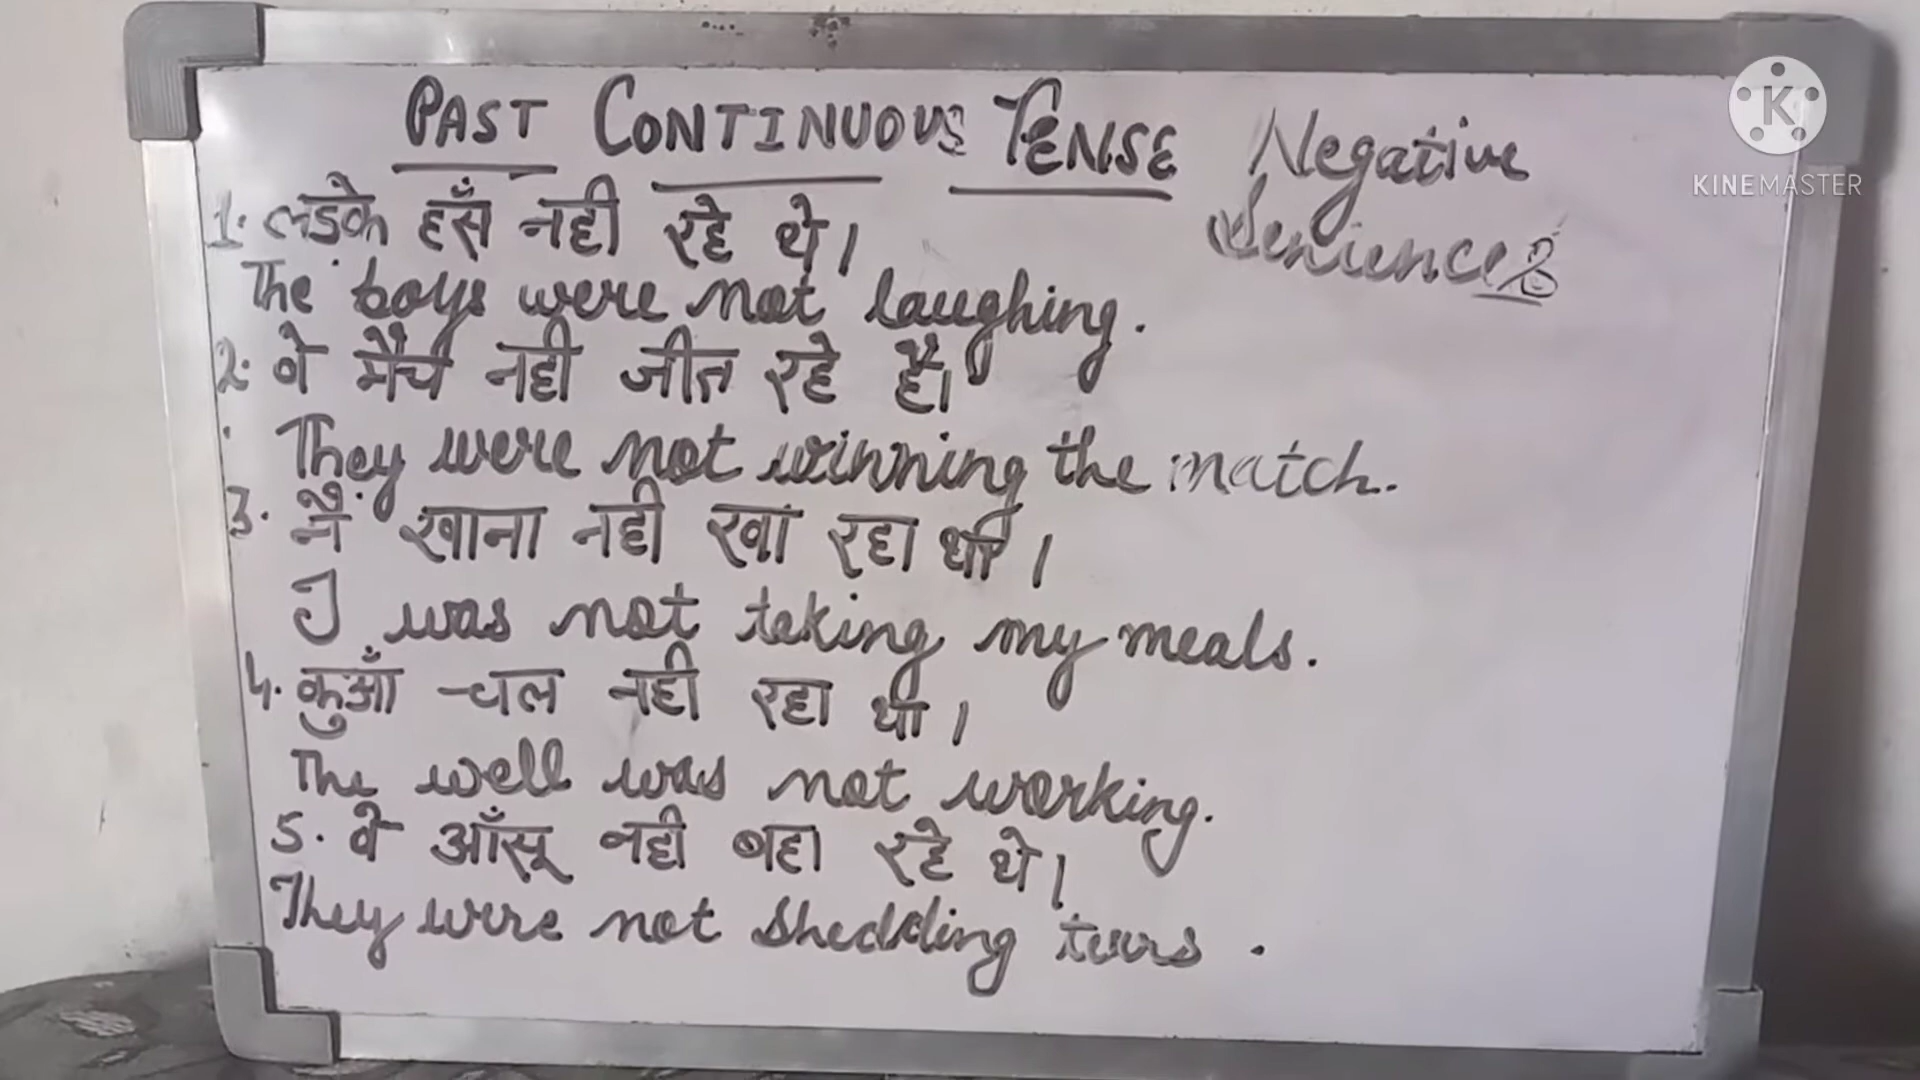 PAST CONTINUOUS TENSE Negative
Sentences
1. लडके हँस नही रहे थे।
The boys were not laughing.
2. वे मैच नही जीत रहे है।
They were not winning the match.
3. मै खाना नही खा रहा था।
I was not taking my meals.
4. कुआँ चल नही रहा था।
The well was not working.
5. वे आँसू नही बहा रहे थे।
They were not shedding tears.
K
KINEMASTER